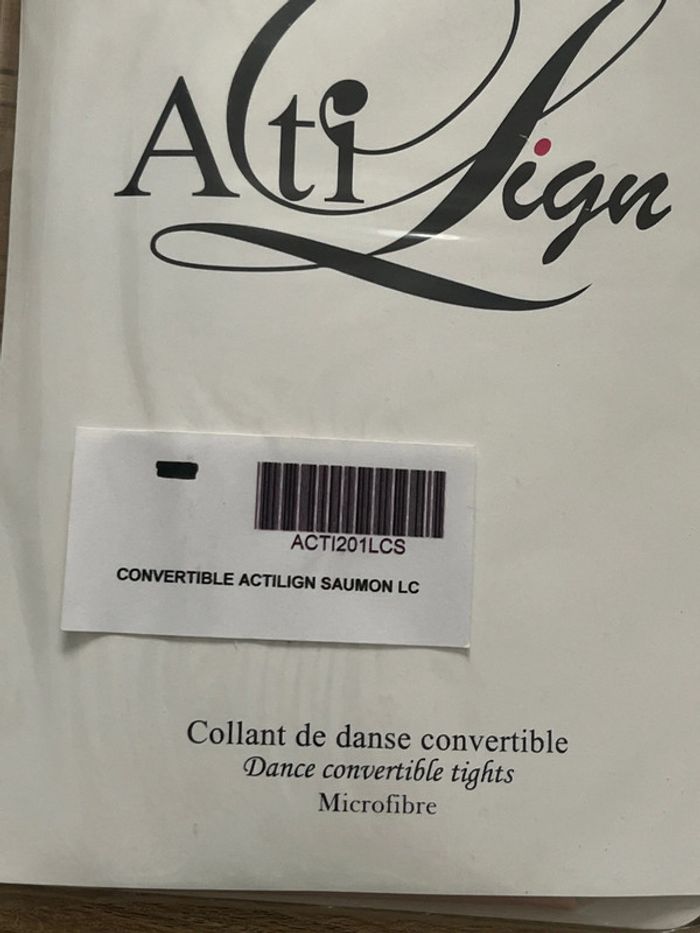 ActiLign
ACTI201LCS
CONVERTIBLE ACTILIGN SAUMON LC
Collant de danse convertible
Dance convertible tights
Microfibre